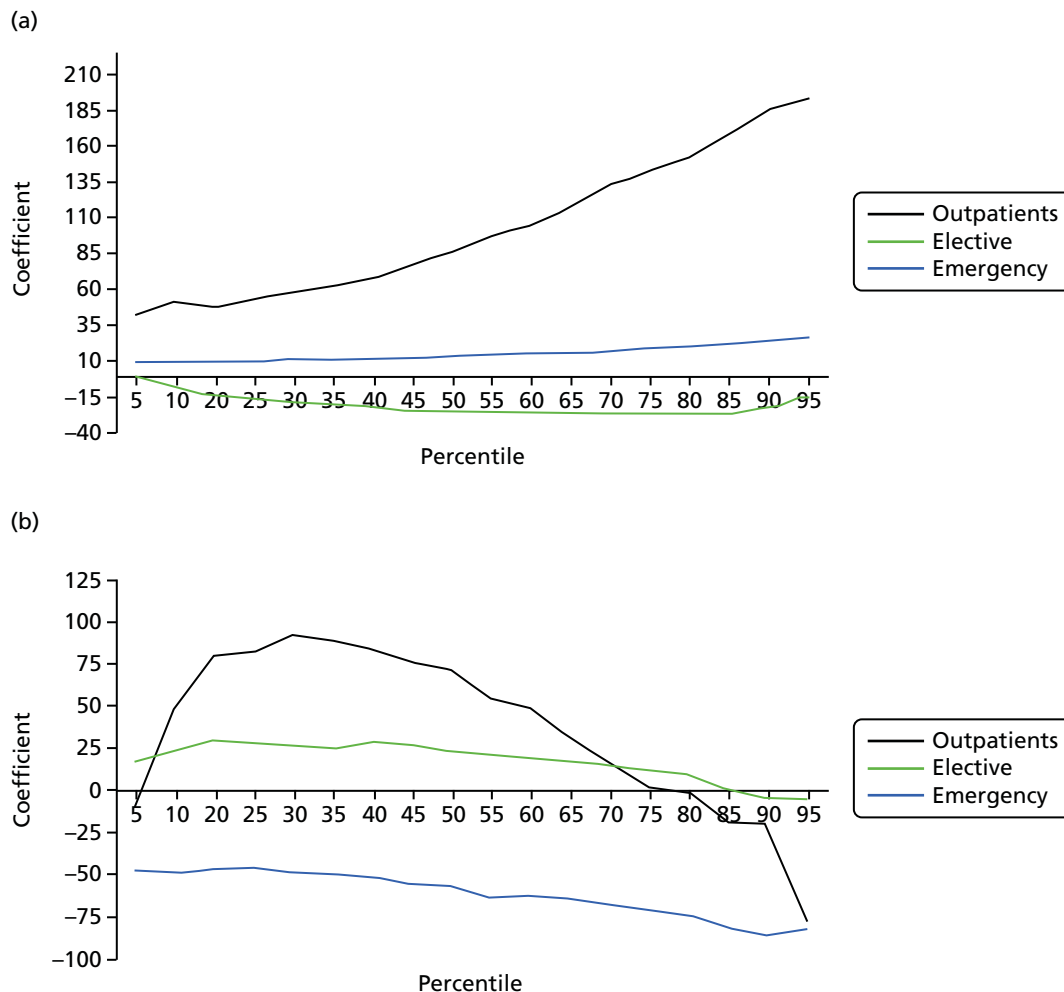 (a)
210
185
160
135
110
85
60
35
10
−15
−40
Coefficient
5 10 20 25 30 35 40 45 50 55 60 65 70 75 80 85 90 95
Percentile
Outpatients
Elective
Emergency
(b)
125
100
75
50
25
0
−25
−50
−75
−100
Coefficient
5 10 20 25 30 35 40 45 50 55 60 65 70 75 80 85 90 95
Percentile
Outpatients
Elective
Emergency